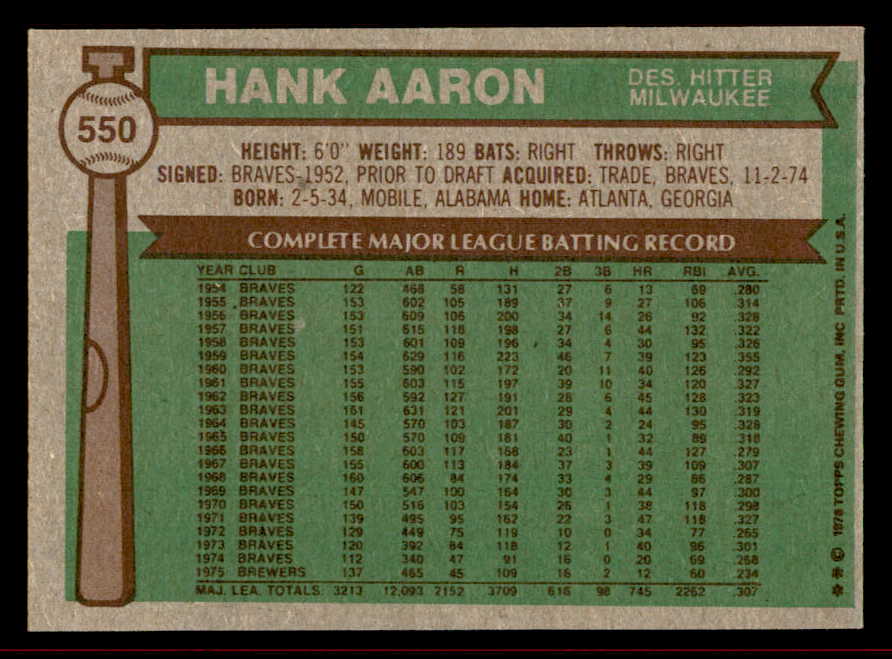 HANK AARON
DES. HITTER
MILWAUKEE
550
HEIGHT: 6'0" WEIGHT: 189 BATS: RIGHT THROWS: RIGHT
SIGNED: BRAVES-1952, PRIOR TO DRAFT ACQUIRED: TRADE, BRAVES, 11-2-74
BORN: 2-5-34, MOBILE, ALABAMA HOME: ATLANTA, GEORGIA
COMPLETE MAJOR LEAGUE BATTING RECORD
YEAR CLUB G AB R H 2B 3B HR RBI AVG.
1954 BRAVES 122 468 58 131 27 6 13 69 .280
1955 BRAVES 153 602 105 189 37 9 27 106 .314
1956 BRAVES 153 609 106 200 34 14 26 92 .328
1957 BRAVES 151 615 118 198 27 6 44 132 .322
1958 BRAVES 153 601 109 196 34 4 30 95 .326
1959 BRAVES 154 629 116 223 46 7 39 123 .355
1960 BRAVES 153 590 102 172 20 11 40 126 .292
1961 BRAVES 155 603 115 197 39 10 34 120 .327
1962 BRAVES 156 592 127 191 28 6 45 128 .323
1963 BRAVES 161 631 121 201 29 4 44 130 .319
1964 BRAVES 145 570 103 187 30 2 24 95 .328
1965 BRAVES 150 570 109 181 40 1 32 89 .318
1966 BRAVES 158 603 117 168 23 1 44 127 .279
1967 BRAVES 155 600 113 184 37 3 39 109 .307
1968 BRAVES 160 606 84 174 33 4 29 86 .287
1969 BRAVES 147 547 100 164 30 3 44 97 .300
1970 BRAVES 150 516 103 154 26 1 38 118 .298
1971 BRAVES 139 495 95 162 22 3 47 118 .327
1972 BRAVES 129 449 75 119 10 0 34 77 .265
1973 BRAVES 120 392 84 118 12 1 40 96 .301
1974 BRAVES 112 340 47 91 16 0 20 69 .268
1975 BREWERS 137 465 45 109 16 2 12 60 .234
MAJ. LEA. TOTALS: 3213 12,093 2152 3709 616 98 745 2262 .307
✱✱© 1976 TOPPS CHEWING GUM, INC PRTD. IN U.S.A.